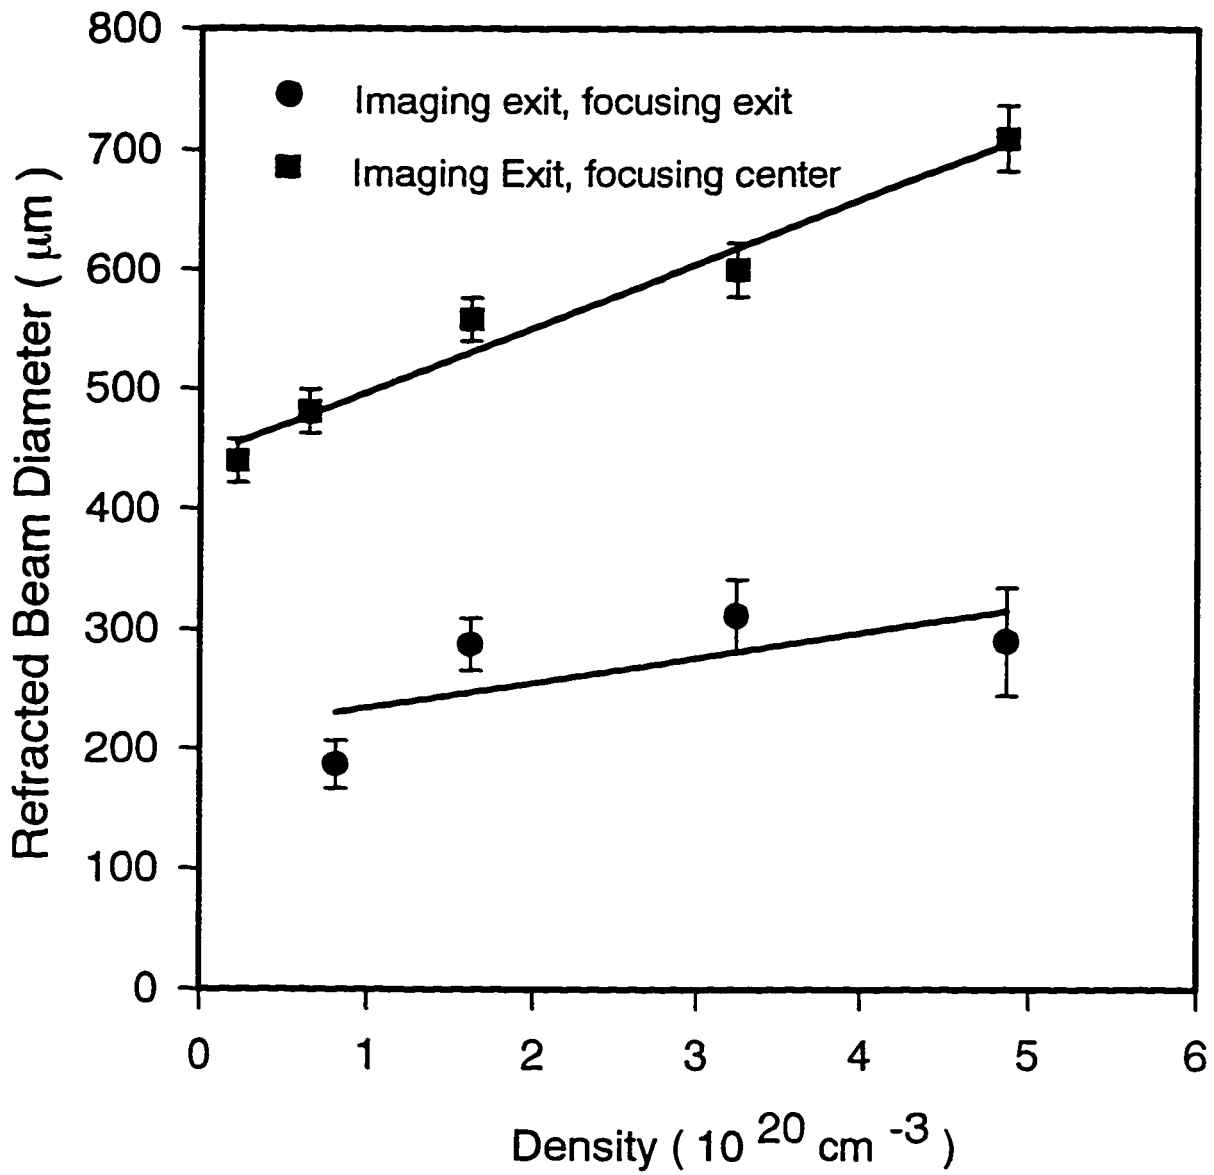 800
700
600
500
400
300
200
100
0
Refracted Beam Diameter ( μm )
Imaging exit, focusing exit
Imaging Exit, focusing center
0 1 2 3 4 5 6
Density ( 10 20 cm -3 )